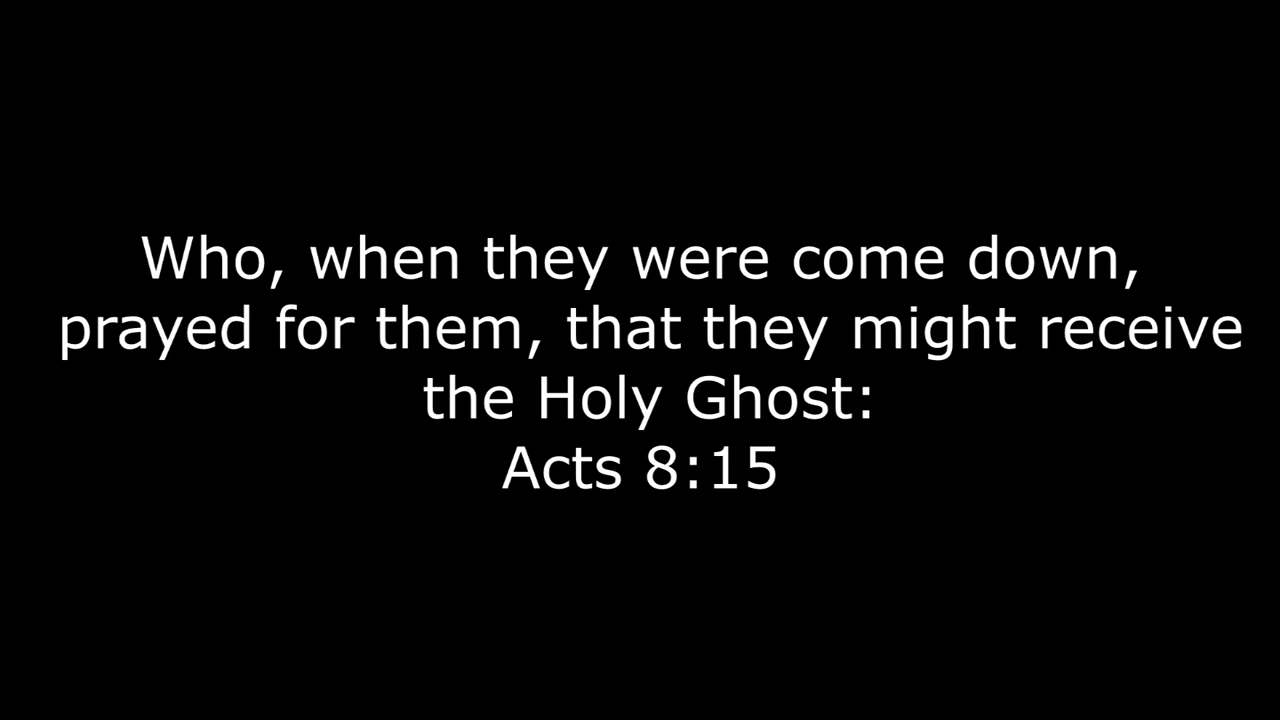 Who, when they were come down,
prayed for them, that they might receive
the Holy Ghost:
Acts 8:15